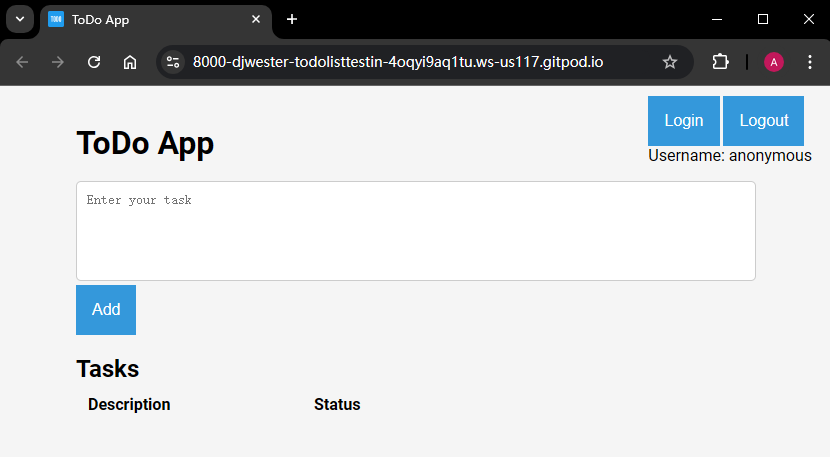 TODO
ToDo App
8000-djwester-todolisttestin-4oqyi9aq1tu.ws-us117.gitpod.io
A
Login
Logout
Username: anonymous
ToDo App
Enter your task
Add
Tasks
Description
Status